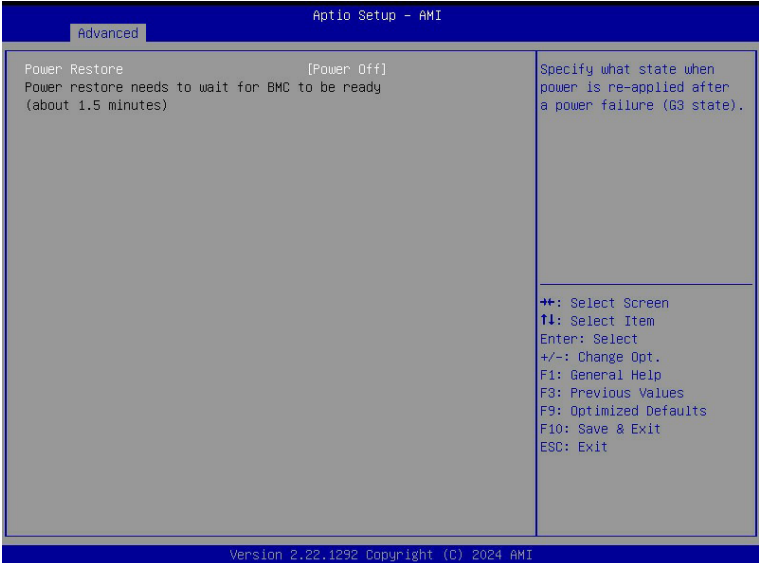 Aptio Setup – AMI
Advanced
Power Restore [Power Off]
Power restore needs to wait for BMC to be ready
(about 1.5 minutes)
Specify what state when
power is re-applied after
a power failure (G3 state).
→←: Select Screen
↑↓: Select Item
Enter: Select
+/-: Change Opt.
F1: General Help
F3: Previous Values
F9: Optimized Defaults
F10: Save & Exit
ESC: Exit
Version 2.22.1292 Copyright (C) 2024 AMI